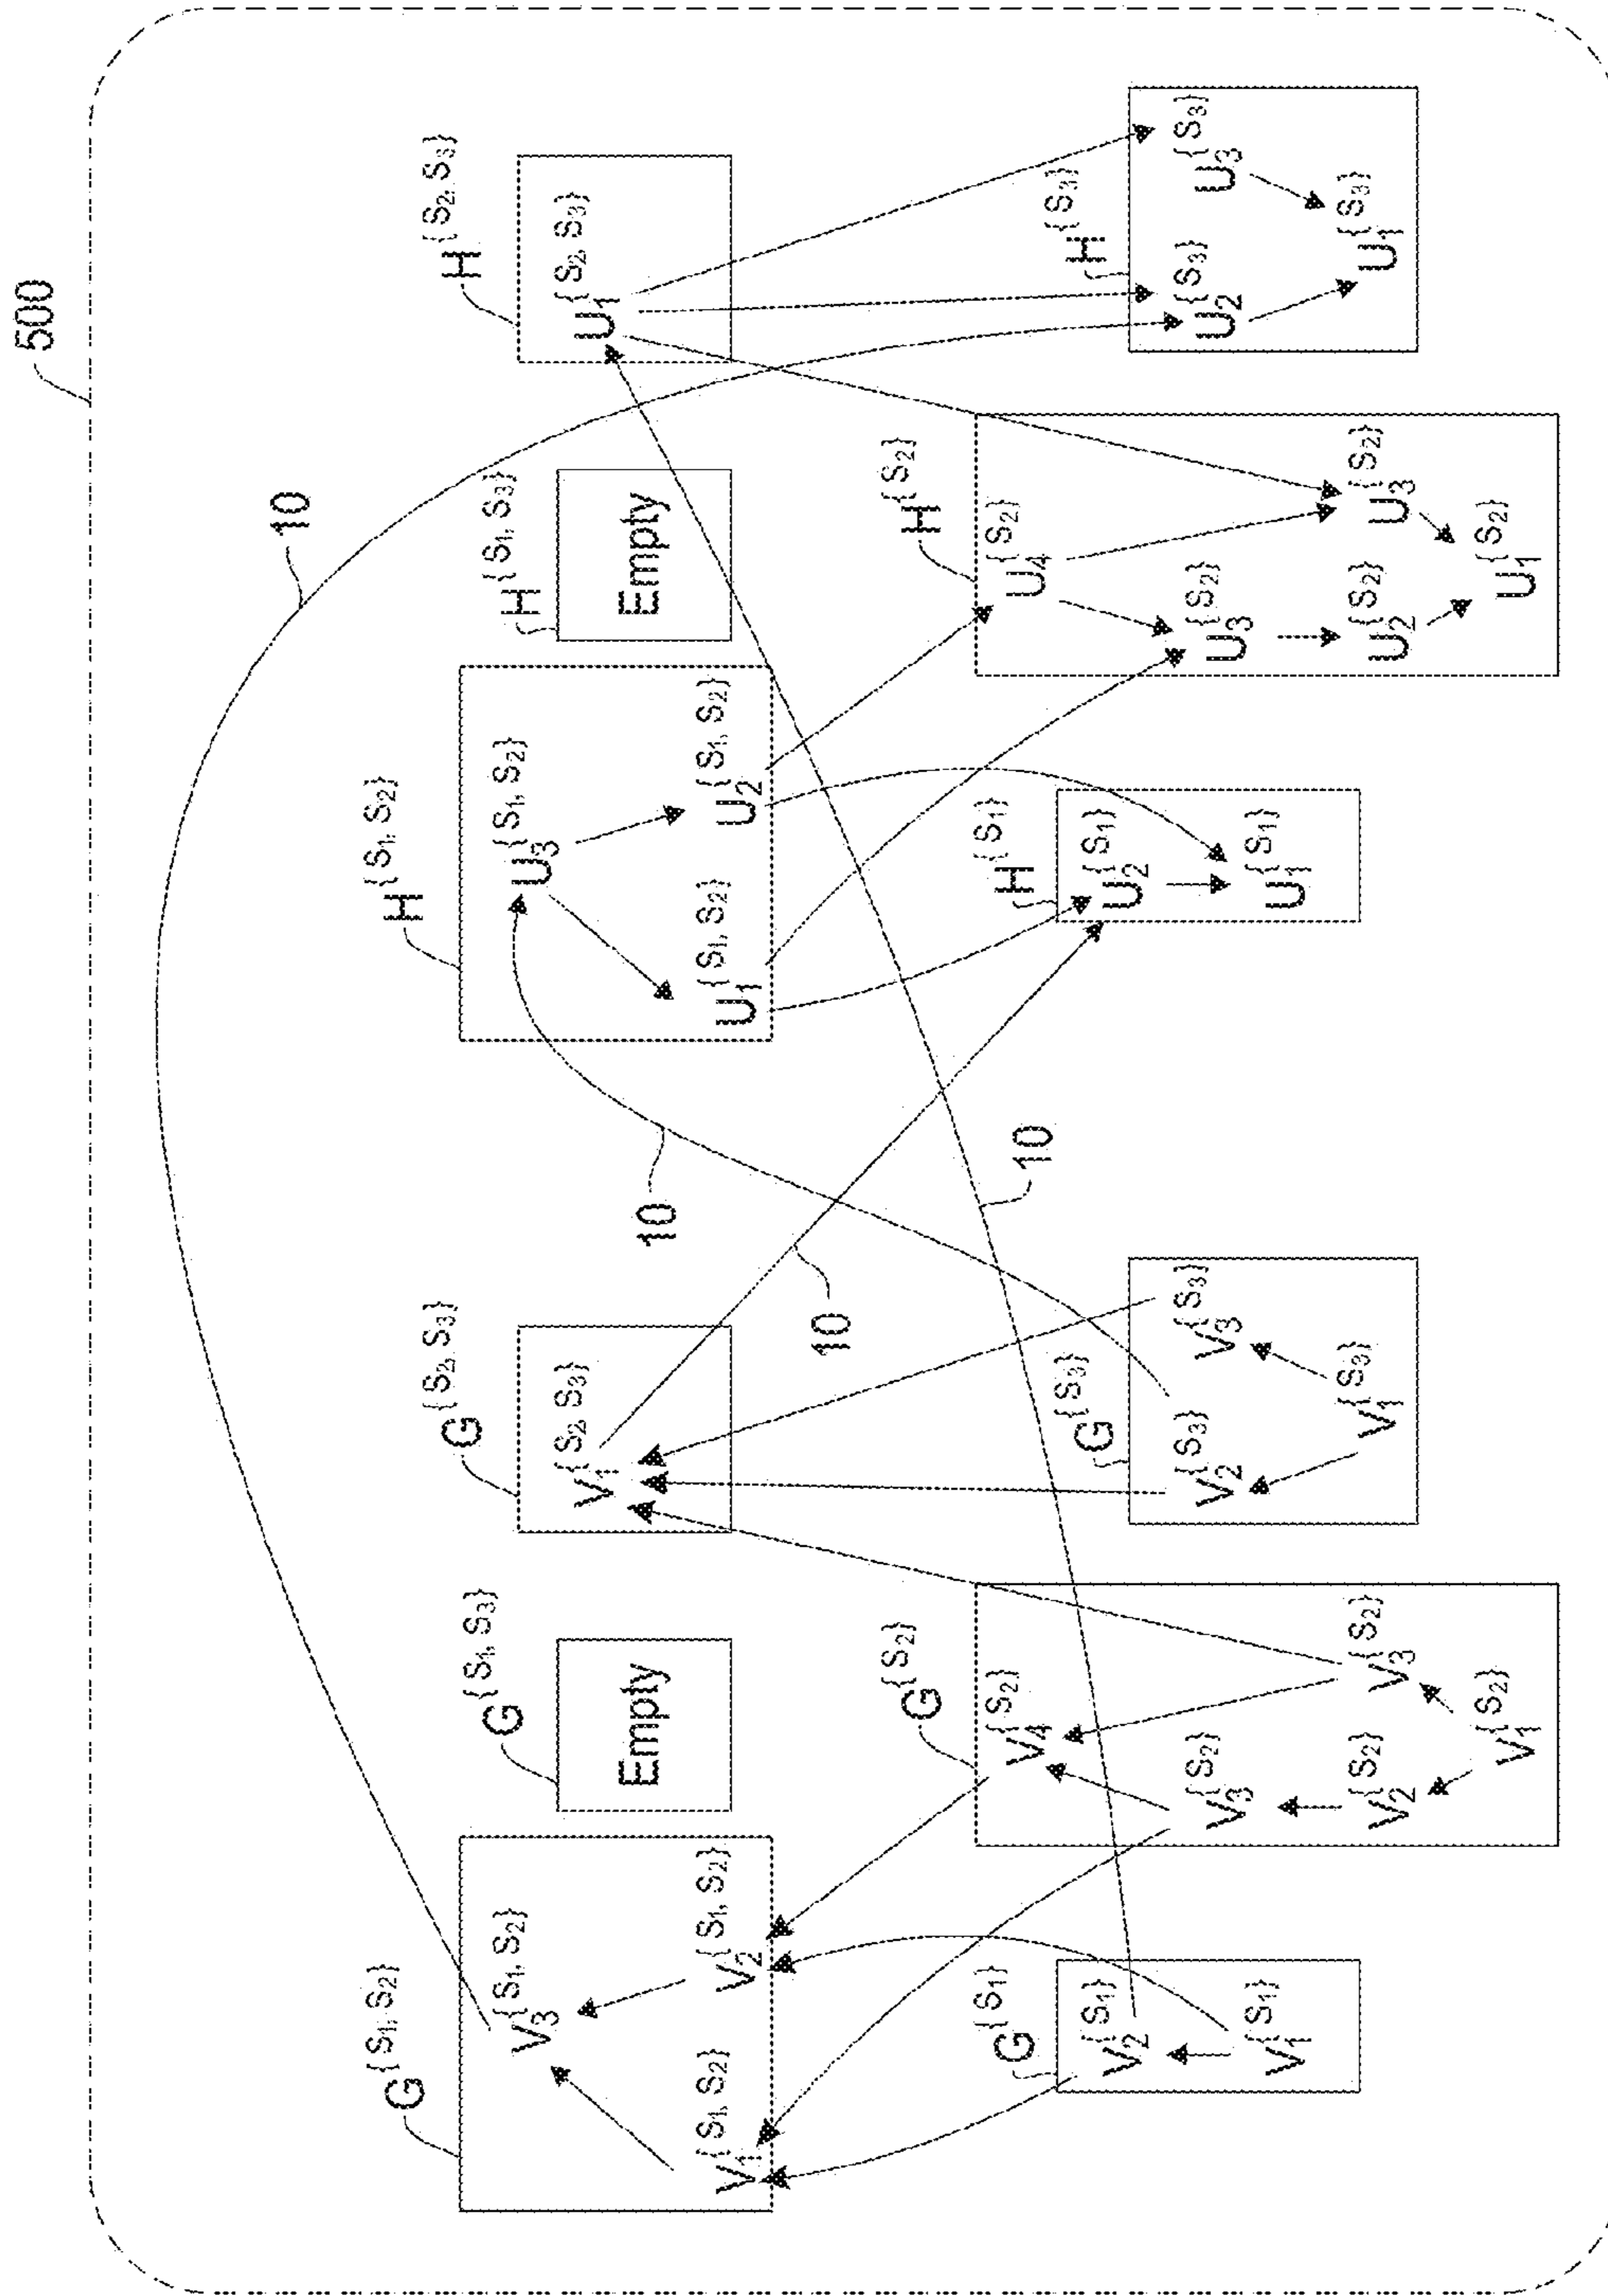 500
10
G{S1, S2}
V3{S1, S2}
V1{S1, S2}
V2{S1, S2}
G{S1, S3}
Empty
G{S2, S3}
V1{S2, S3}
10
10
H{S1, S2}
U3{S1, S2}
U1{S1, S2}
U2{S1, S2}
H{S1, S3}
Empty
H{S2, S3}
U1{S2, S3}
G{S1}
V2{S1}
V1{S1}
G{S2}
V4{S2}
V3{S2}
V3{S2}
V2{S2}
V1{S2}
G{S3}
V2{S3}
V3{S3}
V1{S3}
10
H{S1}
U2{S1}
U1{S1}
H{S2}
U4{S2}
U3{S2}
U3{S2}
U2{S2}
U1{S2}
H{S3}
U2{S3}
U3{S3}
U1{S3}